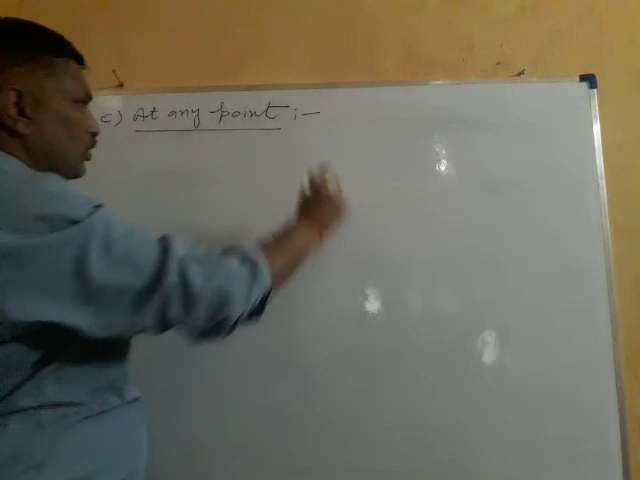 c) At any point :-